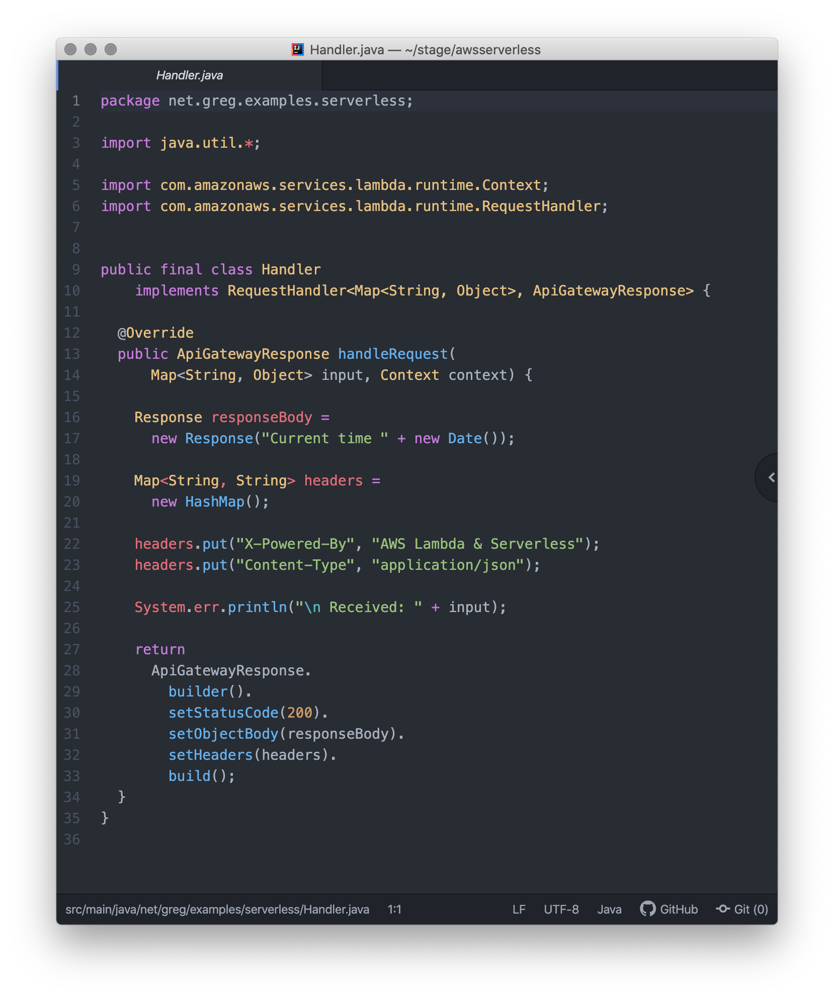 Handler.java — ~/stage/awsserverless
Handler.java
1 package net.greg.examples.serverless;
2
3 import java.util.*;
4
5 import com.amazonaws.services.lambda.runtime.Context;
6 import com.amazonaws.services.lambda.runtime.RequestHandler;
7
8
9 public final class Handler
10     implements RequestHandler<Map<String, Object>, ApiGatewayResponse> {
11
12   @Override
13   public ApiGatewayResponse handleRequest(
14       Map<String, Object> input, Context context) {
15
16     Response responseBody =
17       new Response("Current time " + new Date());
18
19     Map<String, String> headers =
20       new HashMap();
21
22     headers.put("X-Powered-By", "AWS Lambda & Serverless");
23     headers.put("Content-Type", "application/json");
24
25     System.err.println("\n Received: " + input);
26
27     return
28       ApiGatewayResponse.
29         builder().
30         setStatusCode(200).
31         setObjectBody(responseBody).
32         setHeaders(headers).
33         build();
34   }
35 }
36
src/main/java/net/greg/examples/serverless/Handler.java 1:1 LF UTF-8 Java GitHub Git (0)